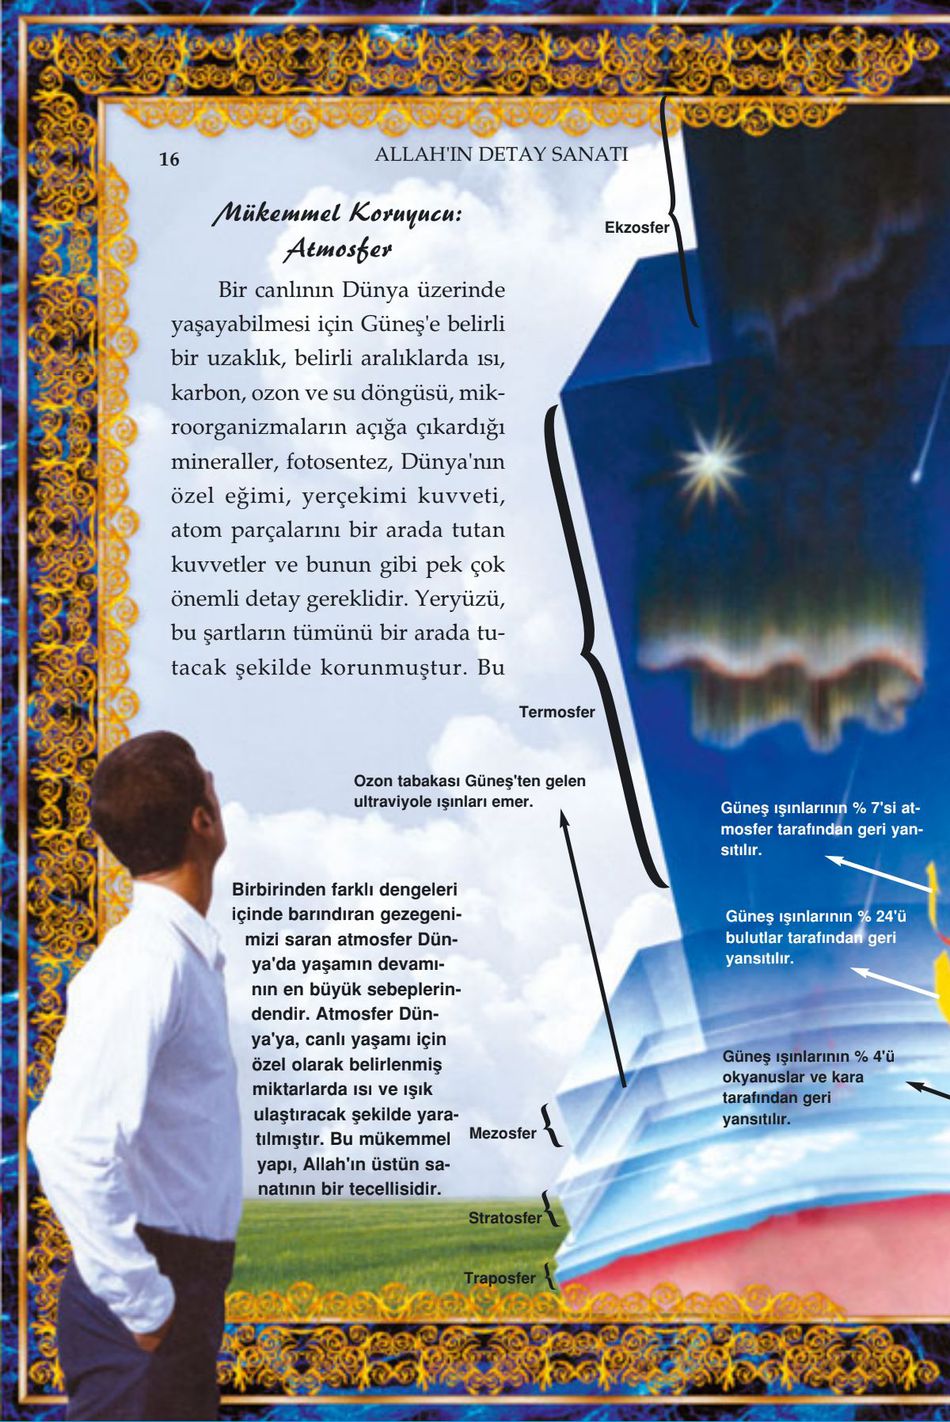 16
ALLAH'IN DETAY SANATI
Mükemmel Koruyucu:
Atmosfer
Bir canlının Dünya üzerinde
yaşayabilmesi için Güneş'e belirli
bir uzaklık, belirli aralıklarda ısı,
karbon, ozon ve su döngüsü, mik-
roorganizmaların açığa çıkardığı
mineraller, fotosentez, Dünya'nın
özel eğimi, yerçekimi kuvveti,
atom parçalarını bir arada tutan
kuvvetler ve bunun gibi pek çok
önemli detay gereklidir. Yeryüzü,
bu şartların tümünü bir arada tu-
tacak şekilde korunmuştur. Bu
Ekzosfer
Termosfer
Ozon tabakası Güneş'ten gelen
ultraviyole ışınları emer.
Güneş ışınlarının % 7'si at-
mosfer tarafından geri yan-
sıtılır.
Güneş ışınlarının % 24'ü
bulutlar tarafından geri
yansıtılır.
Güneş ışınlarının % 4'ü
okyanuslar ve kara
tarafından geri
yansıtılır.
Birbirinden farklı dengeleri
içinde barındıran gezegeni-
mizi saran atmosfer Dün-
ya'da yaşamın devamı-
nın en büyük sebeplerin-
dendir. Atmosfer Dün-
ya'ya, canlı yaşamı için
özel olarak belirlenmiş
miktarlarda ısı ve ışık
ulaştıracak şekilde yara-
tılmıştır. Bu mükemmel
yapı, Allah'ın üstün sa-
natının bir tecellisidir.
Mezosfer
Stratosfer
Traposfer